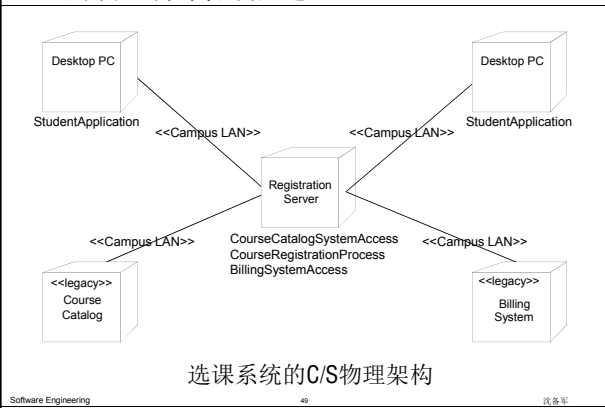 Desktop PC
Desktop PC
StudentApplication
StudentApplication
<<Campus LAN>>
<<Campus LAN>>
Registration
Server
<<Campus LAN>>
CourseCatalogSystemAccess
CourseRegistrationProcess
BillingSystemAccess
<<Campus LAN>>
<<legacy>>
Course
Catalog
<<legacy>>
Billing
System
选课系统的C/S物理架构
Software Engineering
49
沈备军